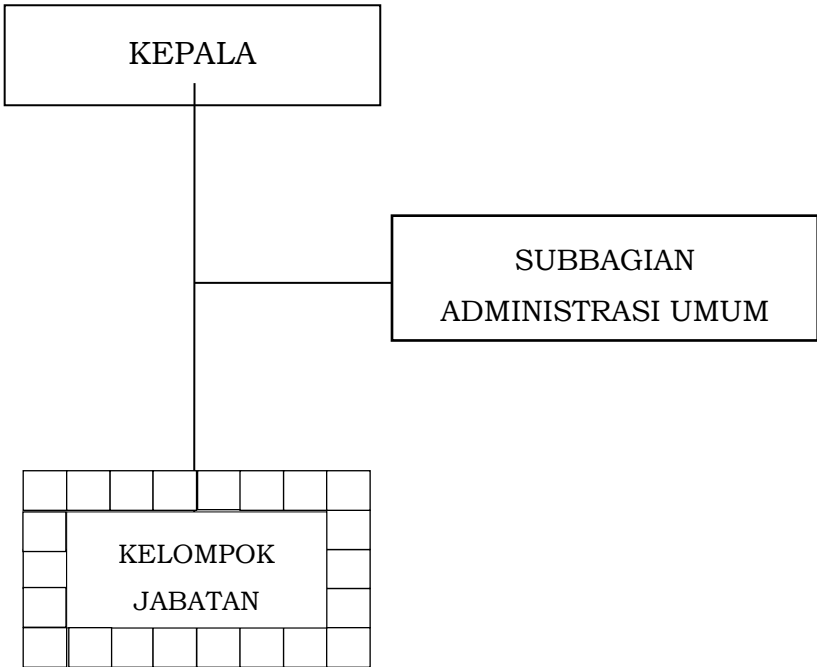 KEPALA
SUBBAGIAN
ADMINISTRASI UMUM
KELOMPOK
JABATAN